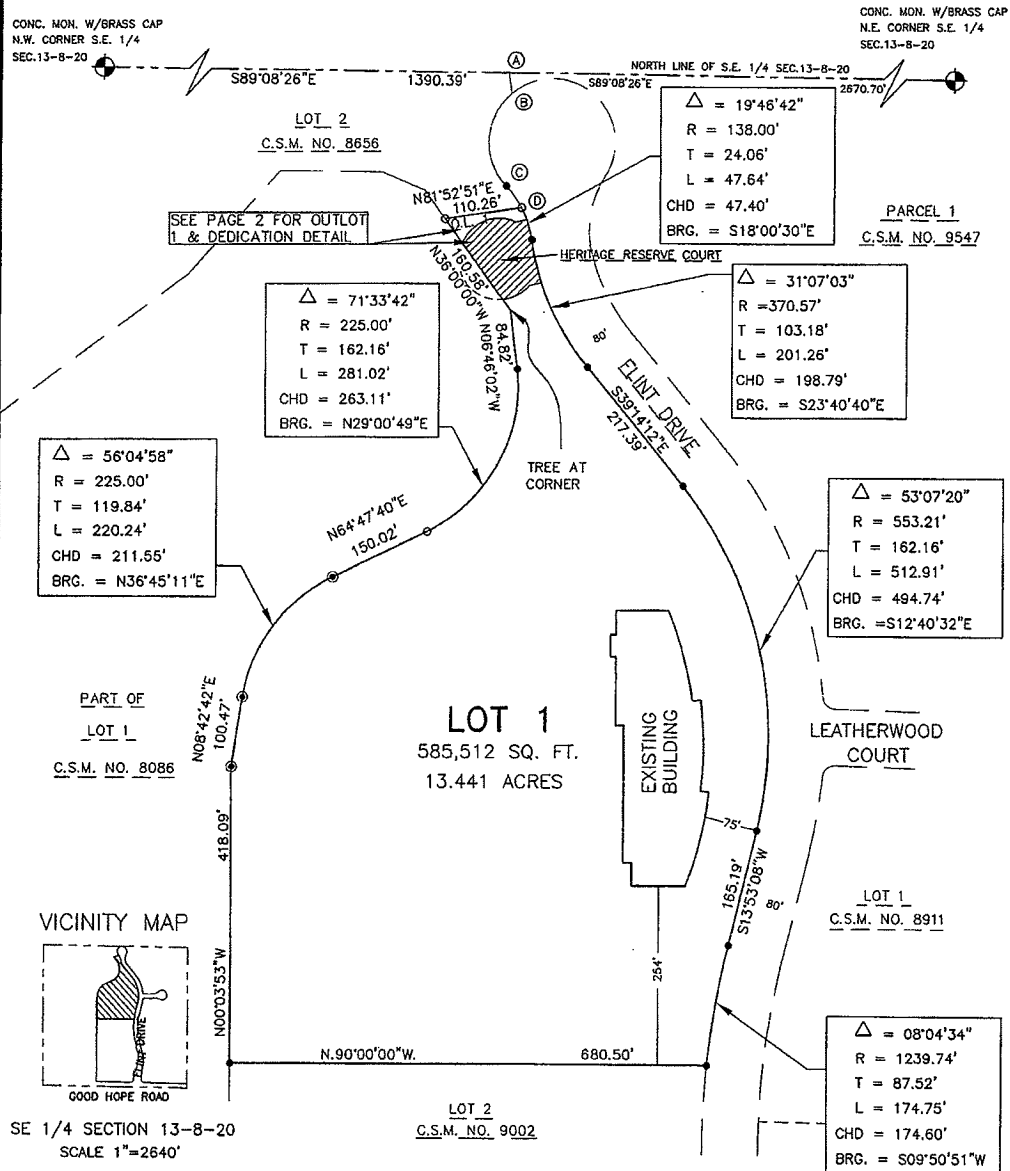 CONC. MON. W/BRASS CAP
N.W. CORNER S.E. 1/4
SEC.13-8-20
CONC. MON. W/BRASS CAP
N.E. CORNER S.E. 1/4
SEC.13-8-20
S89°08'26"E
1390.39'
A
NORTH LINE OF S.E. 1/4 SEC.13-8-20
S89°08'26"E
2670.70'
B
LOT 2
C.S.M. NO. 8656
Δ = 19°46'42"
R = 138.00'
T = 24.06'
L = 47.64'
CHD = 47.40'
BRG. = S18°00'30"E
C
N81°52'51"E
110.26'
D
O.L. 1
SEE PAGE 2 FOR OUTLOT
1 & DEDICATION DETAIL
PARCEL 1
C.S.M. NO. 9547
HERITAGE RESERVE COURT
160.58'
N36°00'00"W
Δ = 71°33'42"
R = 225.00'
T = 162.16'
L = 281.02'
CHD = 263.11'
BRG. = N29°00'49"E
84.82'
N06°46'02"W
Δ = 31°07'03"
R =370.57'
T = 103.18'
L = 201.26'
CHD = 198.79'
BRG. = S23°40'40"E
80'
FLINT DRIVE
S39°14'12"E
217.39'
TREE AT
CORNER
Δ = 56°04'58"
R = 225.00'
T = 119.84'
L = 220.24'
CHD = 211.55'
BRG. = N36°45'11"E
N64°47'40"E
150.02'
Δ = 53°07'20"
R = 553.21'
T = 162.16'
L = 512.91'
CHD = 494.74'
BRG. =S12°40'32"E
PART OF
LOT 1
C.S.M. NO. 8086
N08°42'42"E
100.47'
LOT 1
585,512 SQ. FT.
13.441 ACRES
EXISTING
BUILDING
LEATHERWOOD
COURT
418.09'
N00°03'53"W
75'
165.19'
S13°53'08"W
80'
LOT 1
C.S.M. NO. 8911
VICINITY MAP
FLINT DRIVE
GOOD HOPE ROAD
SE 1/4 SECTION 13-8-20
SCALE 1"=2640'
254'
N.90°00'00"W.
680.50'
LOT 2
C.S.M. NO. 9002
Δ = 08°04'34"
R = 1239.74'
T = 87.52'
L = 174.75'
CHD = 174.60'
BRG. = S09°50'51"W